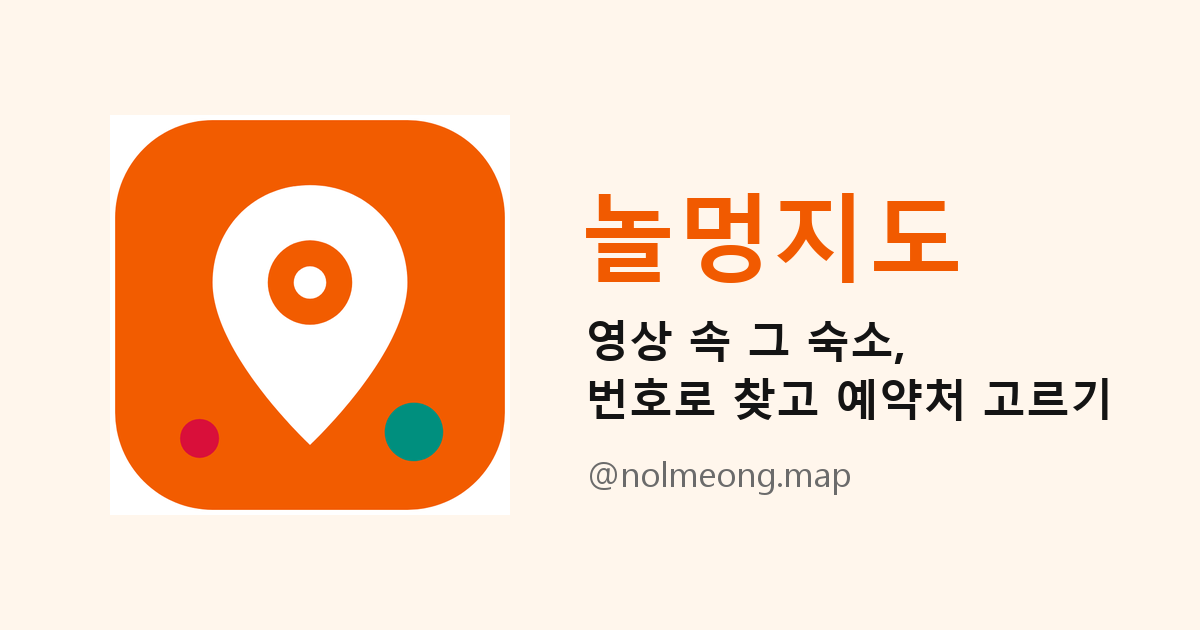 놀멍지도
영상 속 그 숙소,
번호로 찾고 예약처 고르기
@nolmeong.map